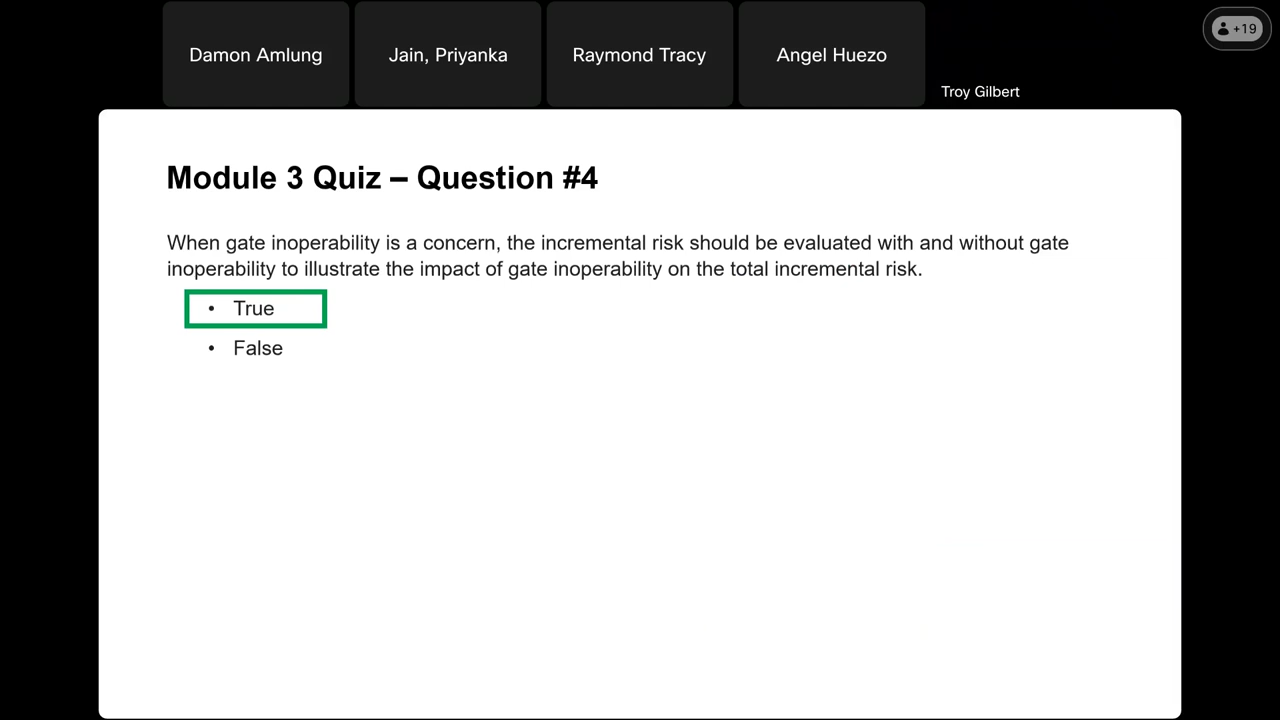 Damon Amlung
Jain, Priyanka
Raymond Tracy
Angel Huezo
Troy Gilbert
+19
Module 3 Quiz – Question #4
When gate inoperability is a concern, the incremental risk should be evaluated with and without gate
inoperability to illustrate the impact of gate inoperability on the total incremental risk.
• True
• False